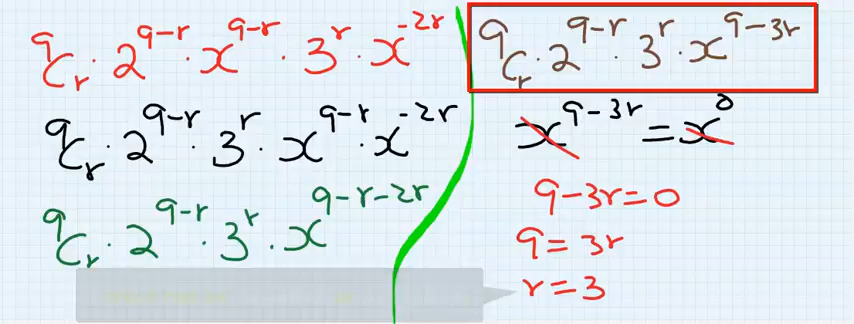 ⁹Cᵣ · 2⁹⁻ʳ · x⁹⁻ʳ · 3ʳ · x⁻²ʳ
⁹Cᵣ · 2⁹⁻ʳ · 3ʳ · x⁹⁻ʳ · x⁻²ʳ
⁹Cᵣ · 2⁹⁻ʳ · 3ʳ · x⁹⁻ʳ⁻²ʳ
⁹Cᵣ · 2⁹⁻ʳ · 3ʳ · x⁹⁻³ʳ
x⁹⁻³ʳ = x⁰
9 - 3r = 0
9 = 3r
r = 3